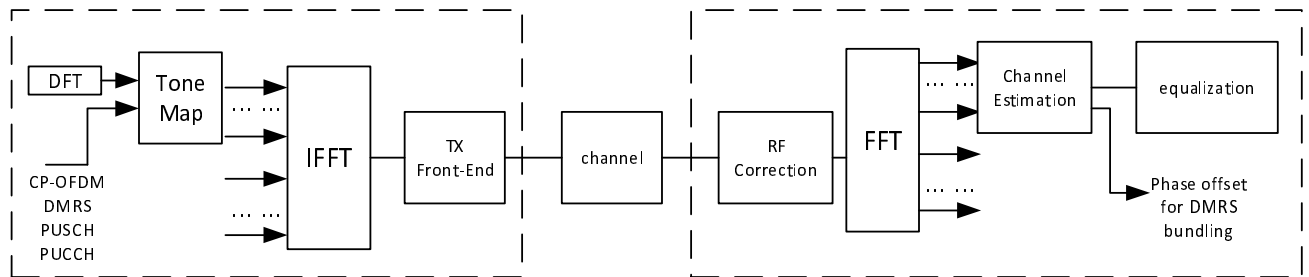 DFT
Tone
Map
... ...
... ...
CP-OFDM
DMRS
PUSCH
PUCCH
IFFT
TX
Front-End
channel
RF
Correction
FFT
... ...
... ...
Channel
Estimation
equalization
Phase offset
for DMRS
bundling